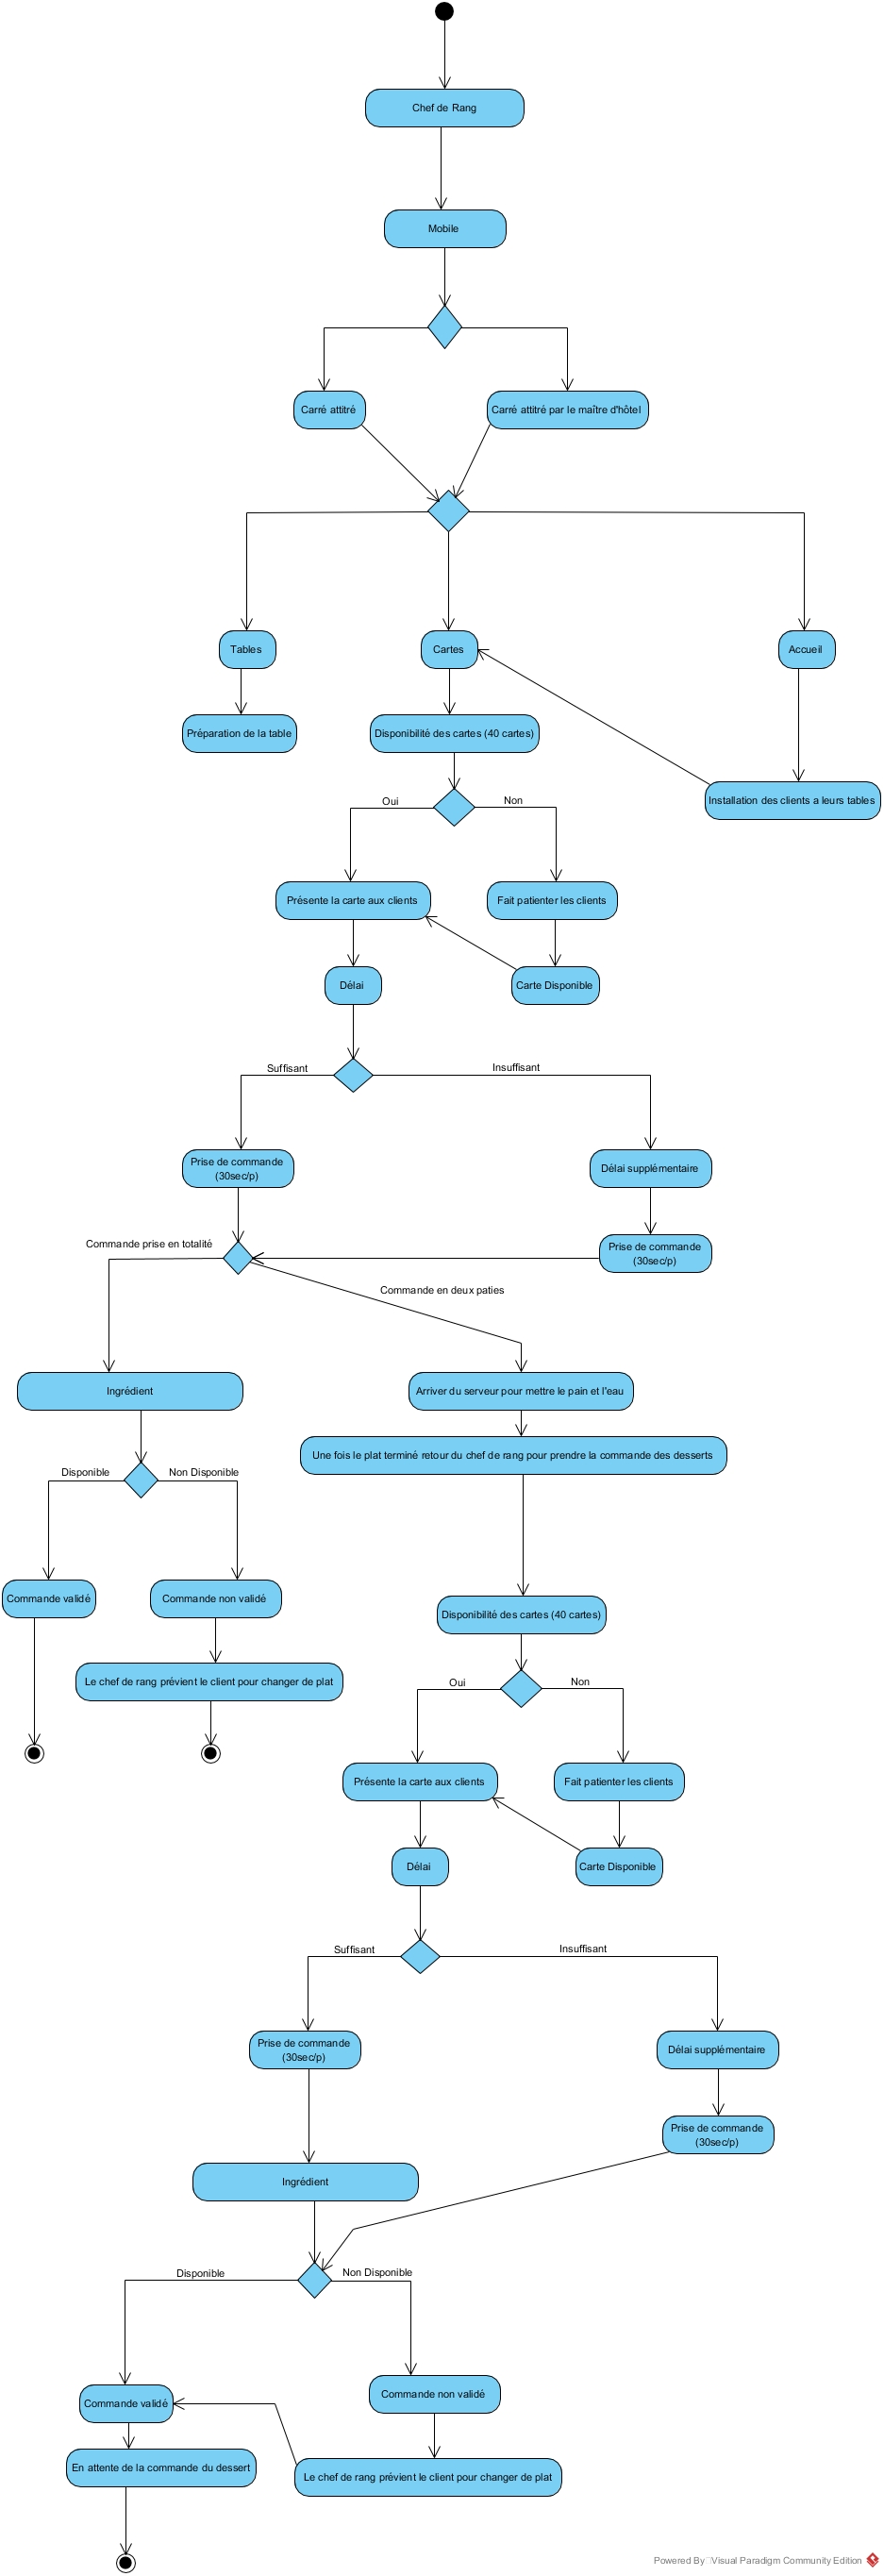 Chef de Rang
Mobile
Carré attitré
Carré attitré par le maître d'hôtel
Tables
Cartes
Accueil
Préparation de la table
Disponibilité des cartes (40 cartes)
Installation des clients a leurs tables
Oui
Non
Présente la carte aux clients
Fait patienter les clients
Délai
Carte Disponible
Suffisant
Insuffisant
Prise de commande
(30sec/p)
Délai supplémentaire
Commande prise en totalité
Prise de commande
(30sec/p)
Commande en deux paties
Ingrédient
Arriver du serveur pour mettre le pain et l'eau
Une fois le plat terminé retour du chef de rang pour prendre la commande des desserts
Disponible
Non Disponible
Commande validé
Commande non validé
Disponibilité des cartes (40 cartes)
Le chef de rang prévient le client pour changer de plat
Oui
Non
Présente la carte aux clients
Fait patienter les clients
Délai
Carte Disponible
Suffisant
Insuffisant
Prise de commande
(30sec/p)
Délai supplémentaire
Prise de commande
(30sec/p)
Ingrédient
Disponible
Non Disponible
Commande validé
Commande non validé
En attente de la commande du dessert
Le chef de rang prévient le client pour changer de plat
Powered By Visual Paradigm Community Edition